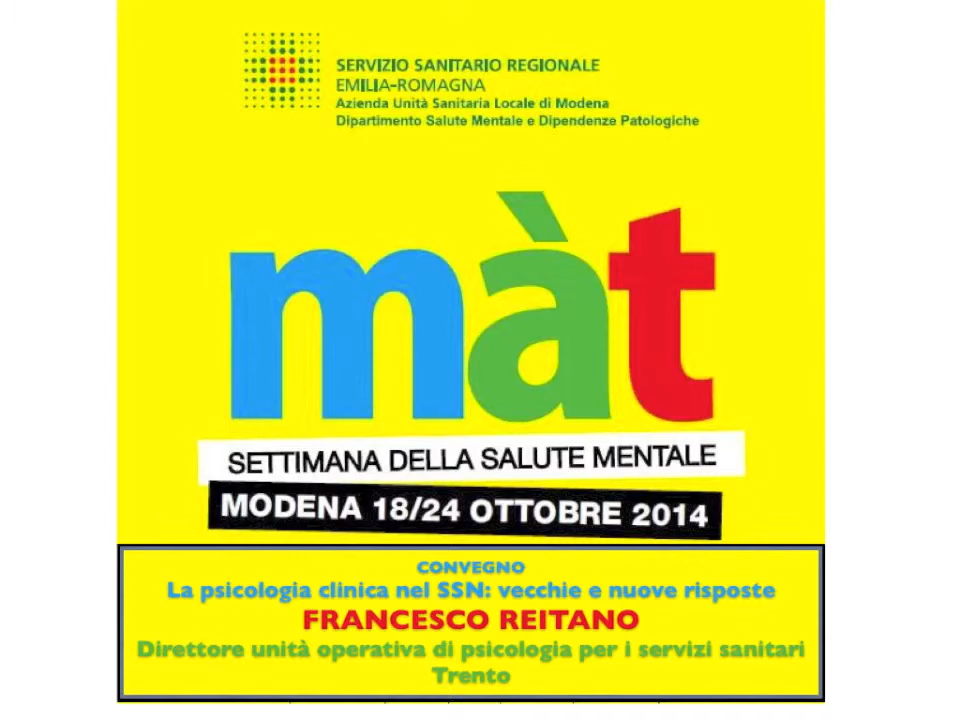 SERVIZIO SANITARIO REGIONALE
EMILIA-ROMAGNA
Azienda Unità Sanitaria Locale di Modena
Dipartimento Salute Mentale e Dipendenze Patologiche
màt
SETTIMANA DELLA SALUTE MENTALE
MODENA 18/24 OTTOBRE 2014
CONVEGNO
La psicologia clinica nel SSN: vecchie e nuove risposte
FRANCESCO REITANO
Direttore unità operativa di psicologia per i servizi sanitari
Trento